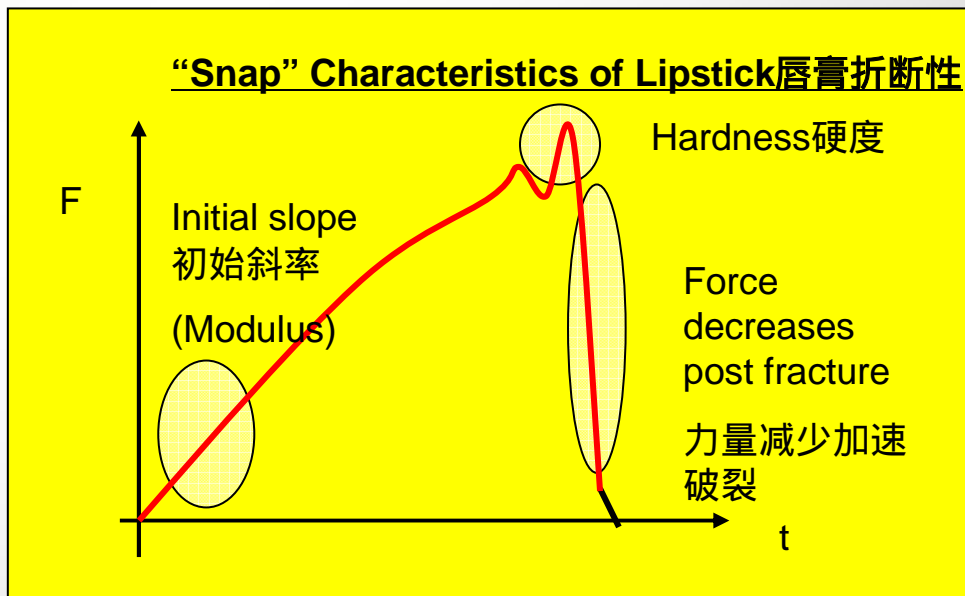 “Snap” Characteristics of Lipstick唇膏折断性
Hardness硬度
F
Initial slope
初始斜率
(Modulus)
Force
decreases
post fracture
力量减少加速
破裂
t